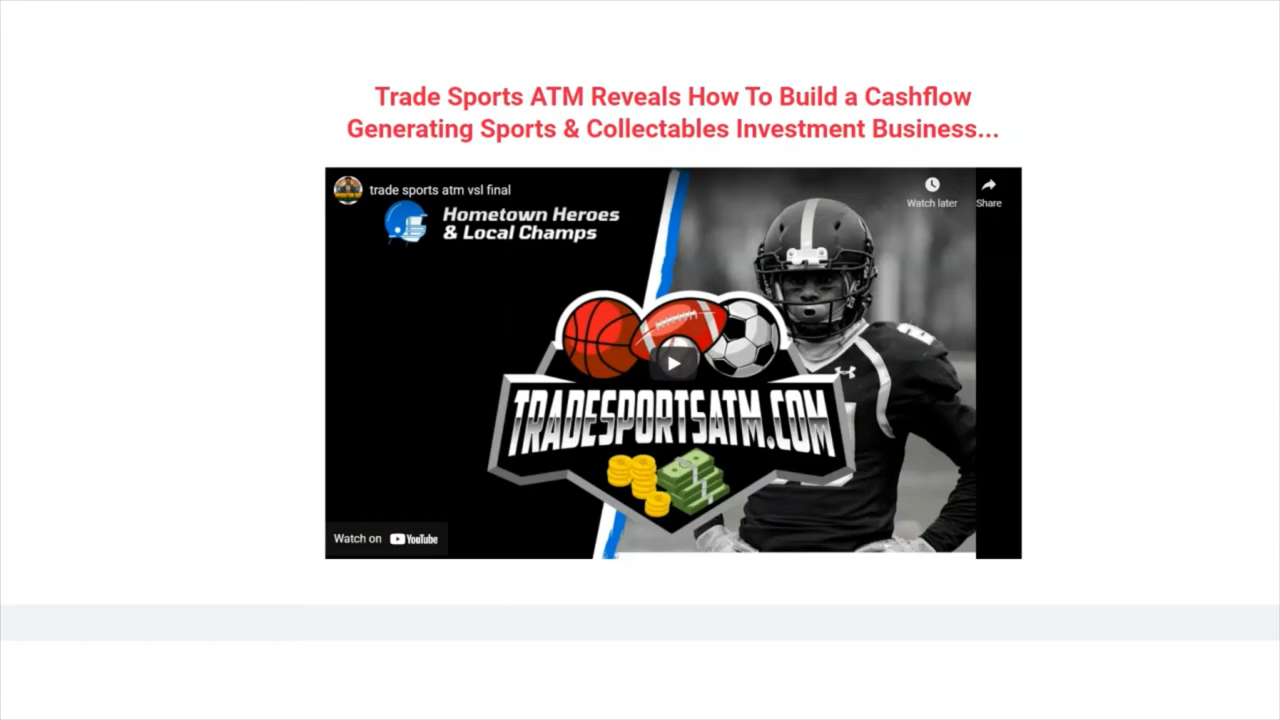 Trade Sports ATM Reveals How To Build a Cashflow
Generating Sports & Collectables Investment Business...
trade sports atm vsl final
Watch later
Share
Hometown Heroes
& Local Champs
TRADESPORTSATM.COM
Watch on YouTube